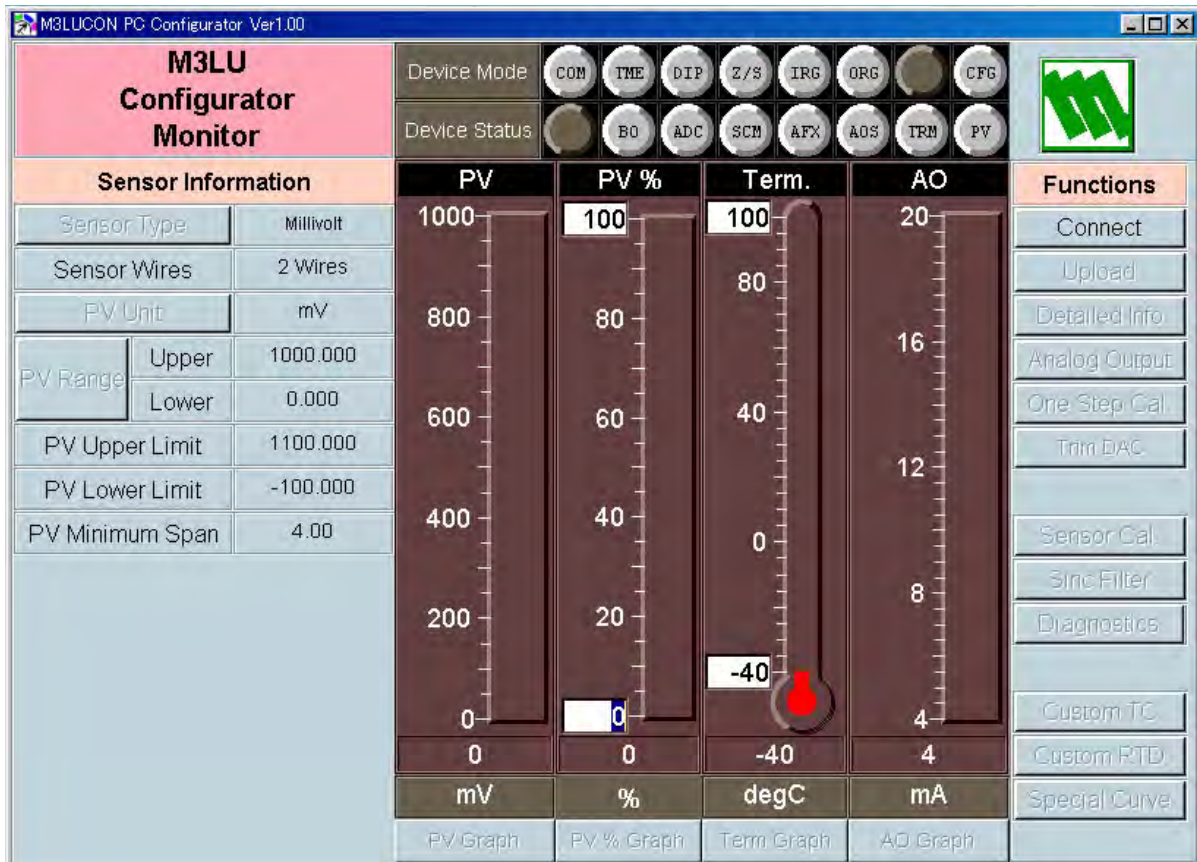 M3LUCON PC Configurator Ver1.00
M3LU
Configurator
Monitor
Device Mode COM TME DIP Z/S IRG ORG CFG
Device Status BO ADC SCM AFX AOS TRM PV
Sensor Information
Sensor Type Millivolt
Sensor Wires 2 Wires
PV Unit mV
PV Range Upper 1000.000
Lower 0.000
PV Upper Limit 1100.000
PV Lower Limit -100.000
PV Minimum Span 4.00
PV
1000
800
600
400
200
0
0
mV
PV Graph
PV %
100
80
60
40
20
0
0
%
PV % Graph
Term.
100
80
40
0
-40
-40
degC
Term Graph
AO
20
16
12
8
4
4
mA
AO Graph
Functions
Connect
Upload
Detailed Info
Analog Output
One Step Cal.
Trim DAC
Sensor Cal.
Sinc Filter
Diagnostics
Custom TC
Custom RTD
Special Curve